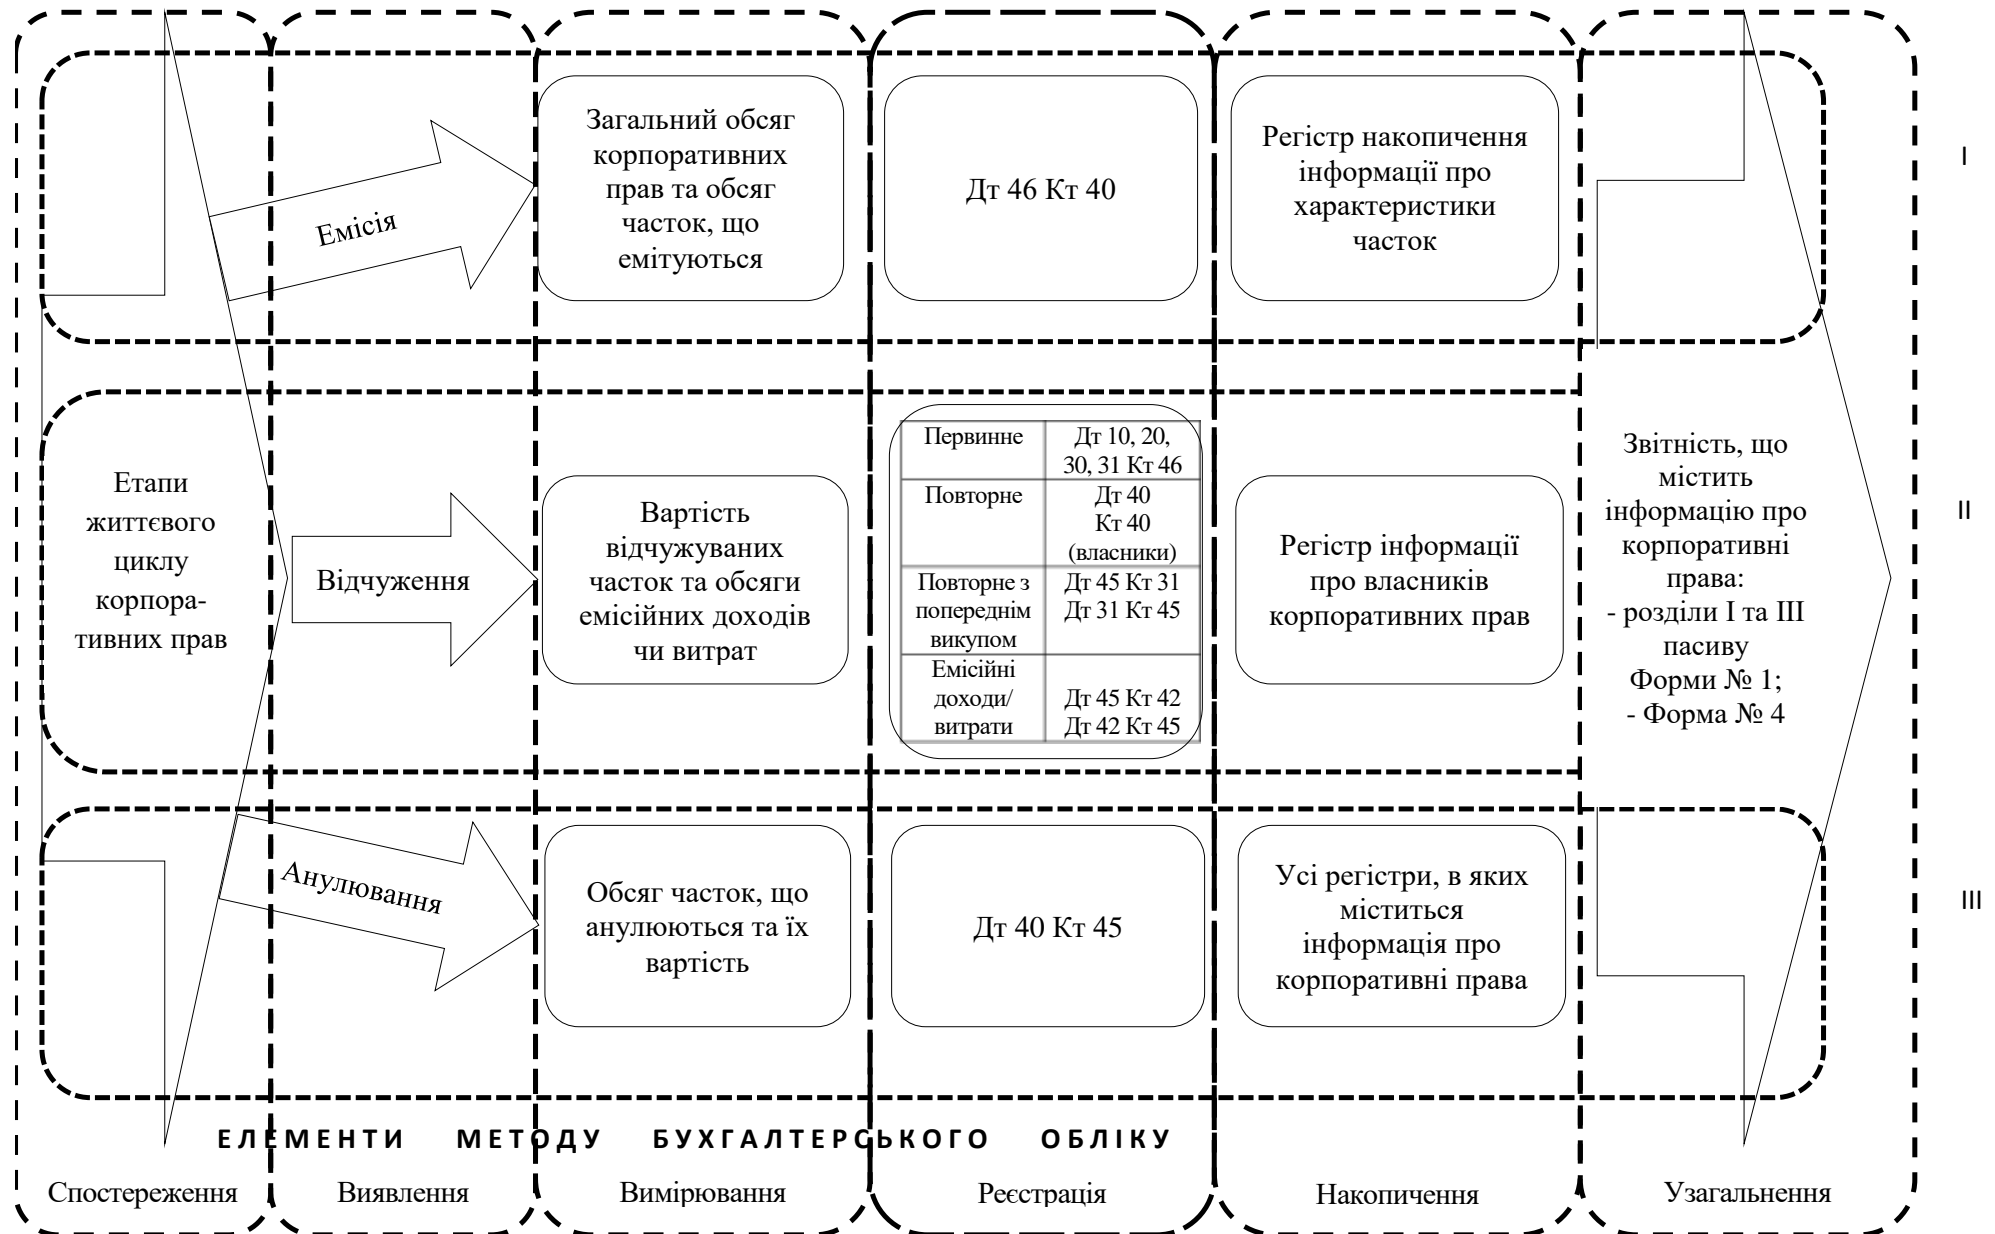 Загальний обсяг
корпоративних
прав та обсяг
часток, що
емітуються
Емісія
Дт 46 Кт 40
Регістр накопичення
інформації про
характеристики
часток
I
Етапи
життєвого
циклу
корпора-
тивних прав
Відчуження
Вартість
відчужуваних
часток та обсяги
емісійних доходів
чи витрат
Первинне
Дт 10, 20,
30, 31 Кт 46
Повторне
Дт 40
Кт 40
(власники)
Повторне з
попереднім
викупом
Дт 45 Кт 31
Дт 31 Кт 45
Емісійні
доходи/
витрати
Дт 45 Кт 42
Дт 42 Кт 45
Регістр інформації
про власників
корпоративних прав
Звітність, що
містить
інформацію про
корпоративні
права:
- розділи I та III
пасиву
Форми № 1;
- Форма № 4
II
Анулювання
Обсяг часток, що
анулюються та їх
вартість
Дт 40 Кт 45
Усі регістри, в яких
міститься
інформація про
корпоративні права
III
ЕЛЕМЕНТИ МЕТОДУ БУХГАЛТЕРСЬКОГО ОБЛІКУ
Спостереження
Виявлення
Вимірювання
Реєстрація
Накопичення
Узагальнення